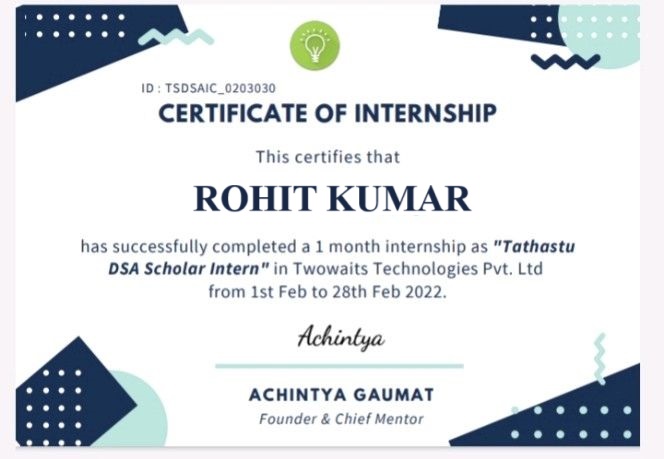 ID : TSDSAIC_0203030
CERTIFICATE OF INTERNSHIP
This certifies that
ROHIT KUMAR
has successfully completed a 1 month internship as "Tathastu
DSA Scholar Intern" in Twowaits Technologies Pvt. Ltd
from 1st Feb to 28th Feb 2022.
Achintya
ACHINTYA GAUMAT
Founder & Chief Mentor